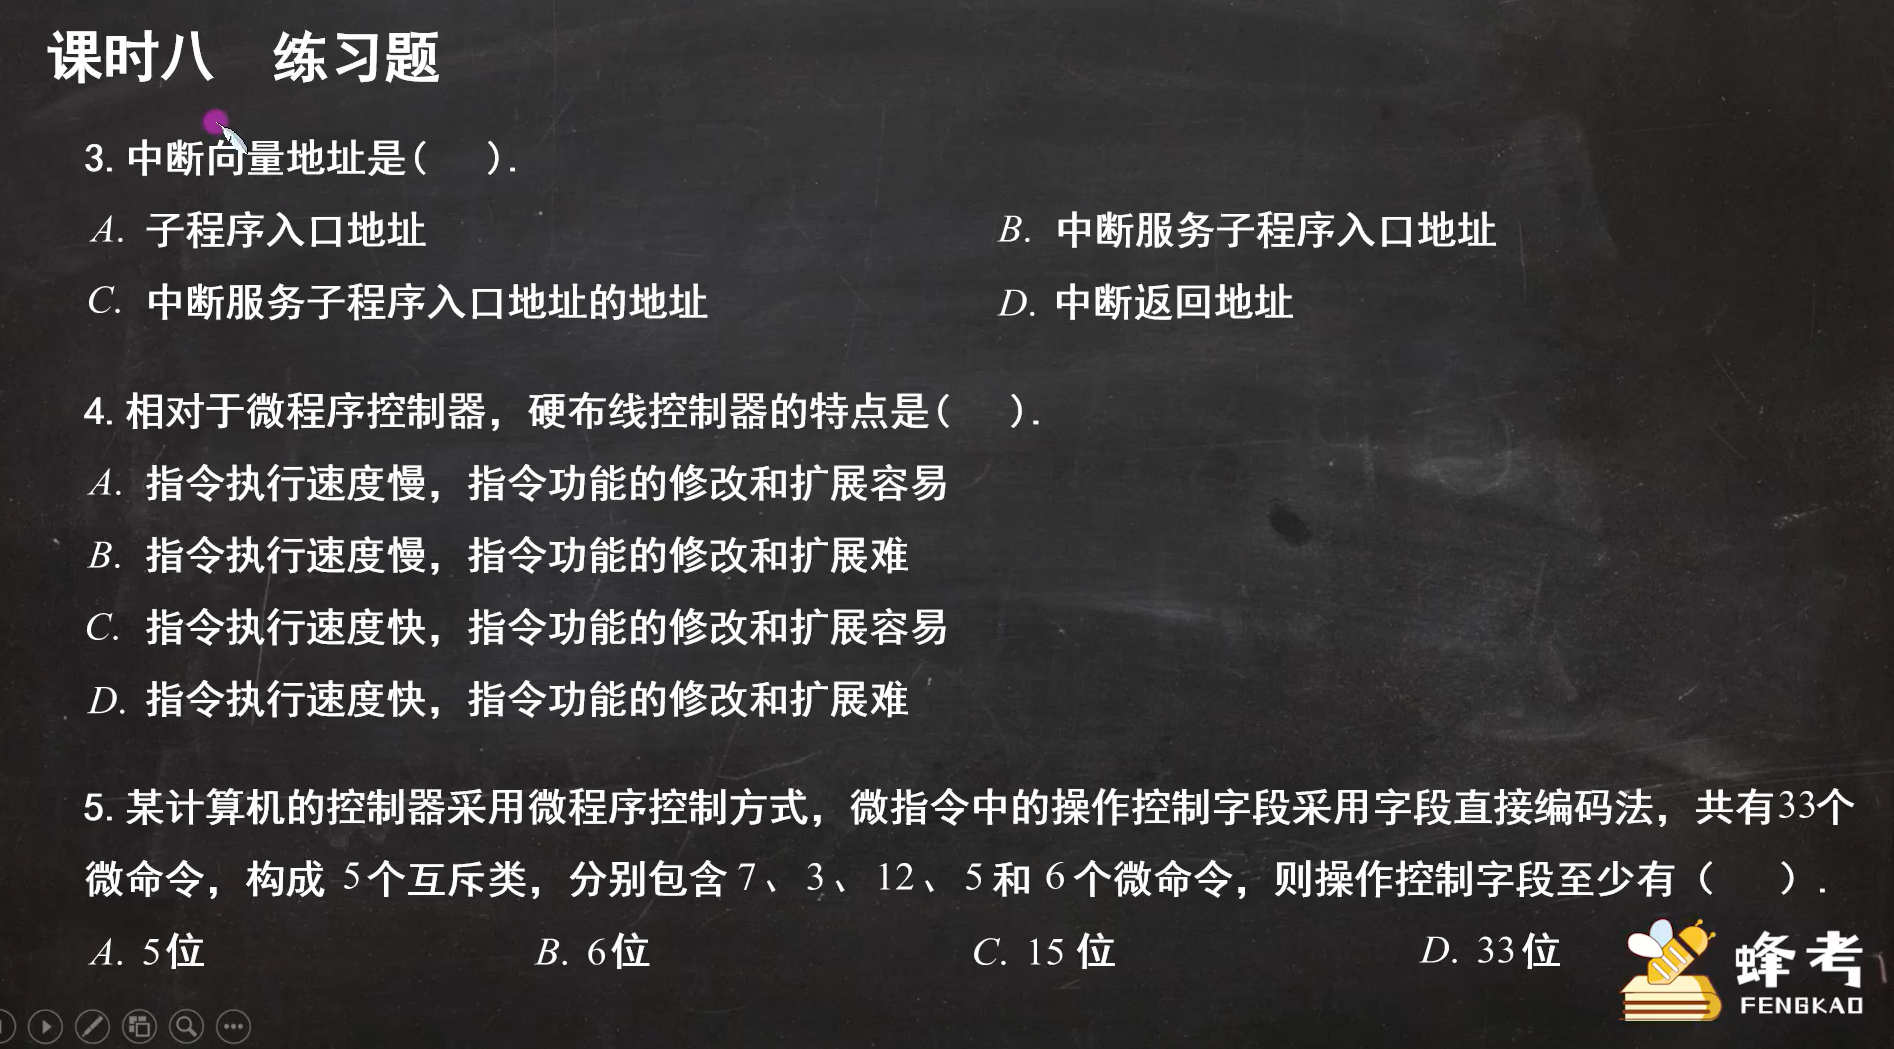 课时八 练习题
3. 中断向量地址是( ).
A. 子程序入口地址 B. 中断服务子程序入口地址
C. 中断服务子程序入口地址的地址 D. 中断返回地址
4. 相对于微程序控制器，硬布线控制器的特点是( ).
A. 指令执行速度慢，指令功能的修改和扩展容易
B. 指令执行速度慢，指令功能的修改和扩展难
C. 指令执行速度快，指令功能的修改和扩展容易
D. 指令执行速度快，指令功能的修改和扩展难
5. 某计算机的控制器采用微程序控制方式，微指令中的操作控制字段采用字段直接编码法，共有33个
微命令，构成 5个互斥类，分别包含 7、3、12、5和 6个微命令，则操作控制字段至少有（ ）.
A. 5位 B. 6位 C. 15 位 D. 33位
蜂考
FENGKAO